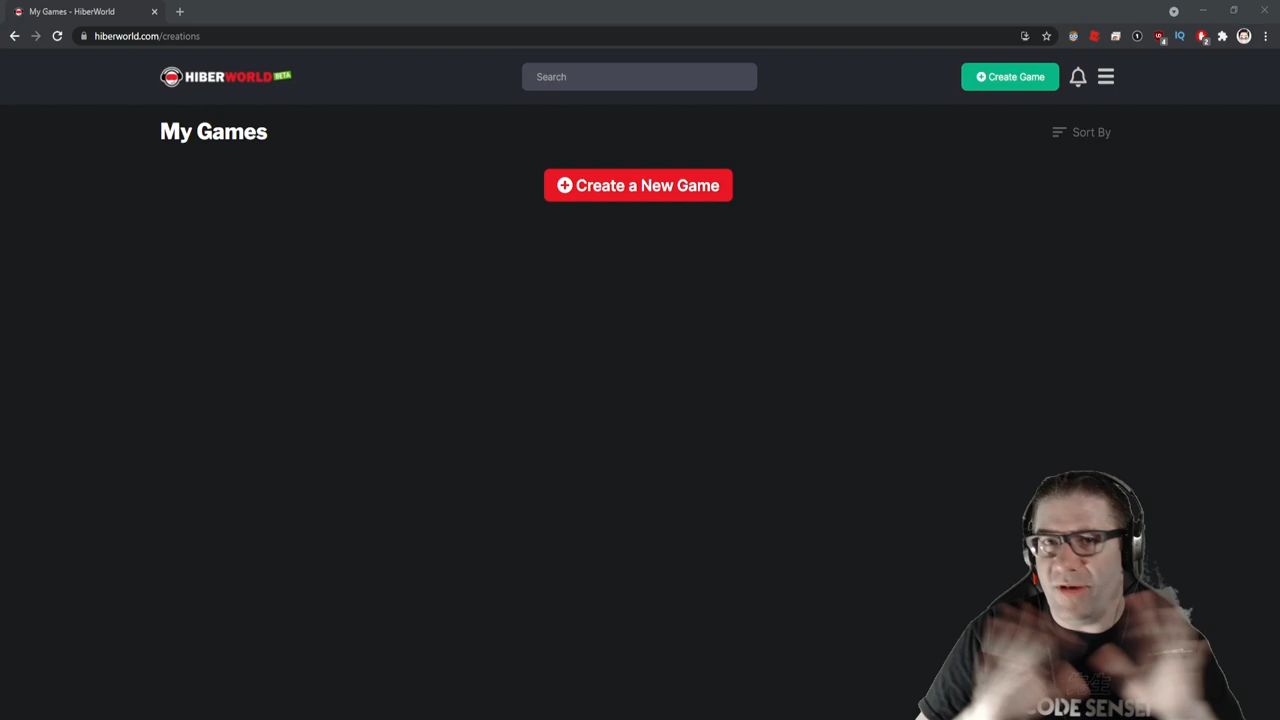 My Games - HiberWorld
hiberworld.com/creations
HIBERWORLD BETA
Search
Create Game
My Games
Sort By
Create a New Game
CODE SENSEI